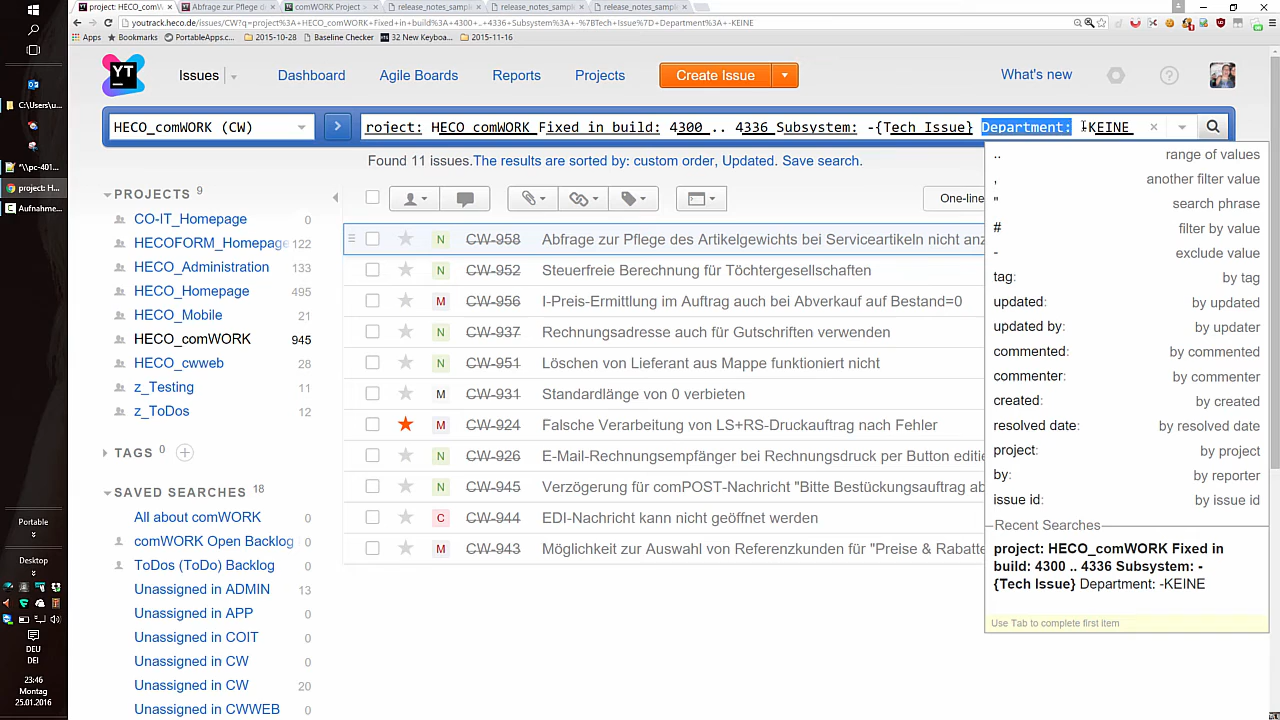 project: HECO_comWORK
Abfrage zur Pflege d
comWORK Project
release_notes_sampl
release_notes_sampl
release_notes_sampl
youtrack.heco.de/issues/CW?q=project%3A+HECO_comWORK+Fixed+in+build%3A+4300+..+4336+Subsystem%3A+-%7BTech+Issue%7D+Department%3A+-KEINE
Apps
Bookmarks
PortableApps.c
2015-10-28
Baseline Checker
32 New Keyboa
2015-11-16
YT
Issues
Dashboard
Agile Boards
Reports
Projects
Create Issue
What's new
HECO_comWORK (CW)
roject: HECO_comWORK Fixed in build: 4300 .. 4336 Subsystem: -{Tech Issue} Department: -KEINE
Found 11 issues. The results are sorted by: custom order, Updated. Save search.
PROJECTS 9
CO-IT_Homepage 0
HECOFORM_Homepage 122
HECO_Administration 133
HECO_Homepage 495
HECO_Mobile 21
HECO_comWORK 945
HECO_cwweb 28
z_Testing 11
z_ToDos 12
TAGS 0
SAVED SEARCHES 18
All about comWORK 0
comWORK Open Backlog 0
ToDos (ToDo) Backlog 0
Unassigned in ADMIN 13
Unassigned in APP 0
Unassigned in COIT 0
Unassigned in CW 0
Unassigned in CW 20
Unassigned in CWWEB 0
One-line
N CW-958 Abfrage zur Pflege des Artikelgewichts bei Serviceartikeln nicht anz
N CW-952 Steuerfreie Berechnung für Töchtergesellschaften
M CW-956 I-Preis-Ermittlung im Auftrag auch bei Abverkauf auf Bestand=0
N CW-937 Rechnungsadresse auch für Gutschriften verwenden
N CW-951 Löschen von Lieferant aus Mappe funktioniert nicht
M CW-931 Standardlänge von 0 verbieten
M CW-924 Falsche Verarbeitung von LS+RS-Druckauftrag nach Fehler
N CW-926 E-Mail-Rechnungsempfänger bei Rechnungsdruck per Button editie
N CW-945 Verzögerung für comPOST-Nachricht "Bitte Bestückungsauftrag ab
C CW-944 EDI-Nachricht kann nicht geöffnet werden
M CW-943 Möglichkeit zur Auswahl von Referenzkunden für "Preise & Rabatte
.. range of values
, another filter value
" search phrase
# filter by value
- exclude value
tag: by tag
updated: by updated
updated by: by updater
commented: by commented
commenter: by commenter
created: by created
resolved date: by resolved date
project: by project
by: by reporter
issue id: by issue id
Recent Searches
project: HECO_comWORK Fixed in
build: 4300 .. 4336 Subsystem: -
{Tech Issue} Department: -KEINE
Use Tab to complete first item
C:\Users\u...
*\\pc-401...
project: H...
Aufnahme...
Portable
Desktop
DEU
DEI
23:46
Montag
25.01.2016